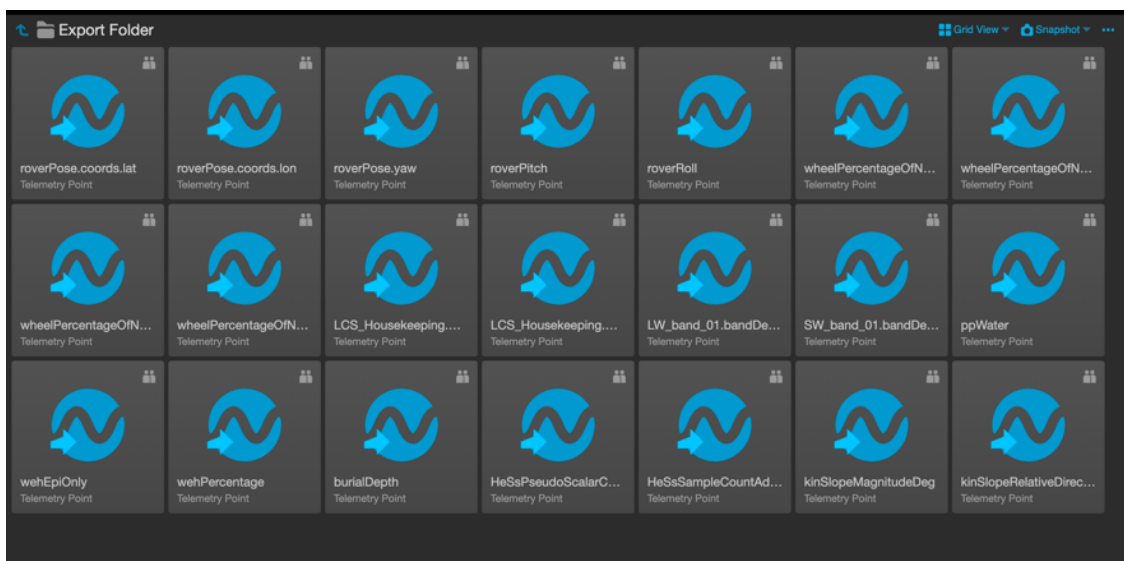 Export Folder
Grid View Snapshot
roverPose.coords.lat
Telemetry Point
roverPose.coords.lon
Telemetry Point
roverPose.yaw
Telemetry Point
roverPitch
Telemetry Point
roverRoll
Telemetry Point
wheelPercentageOfN...
Telemetry Point
wheelPercentageOfN...
Telemetry Point
wheelPercentageOfN...
Telemetry Point
wheelPercentageOfN...
Telemetry Point
LCS_Housekeeping....
Telemetry Point
LCS_Housekeeping....
Telemetry Point
LW_band_01.bandDe...
Telemetry Point
SW_band_01.bandDe...
Telemetry Point
ppWater
Telemetry Point
wehEpiOnly
Telemetry Point
wehPercentage
Telemetry Point
burialDepth
Telemetry Point
HeSsPseudoScalarC...
Telemetry Point
HeSsSampleCountAd...
Telemetry Point
kinSlopeMagnitudeDeg
Telemetry Point
kinSlopeRelativeDirec...
Telemetry Point